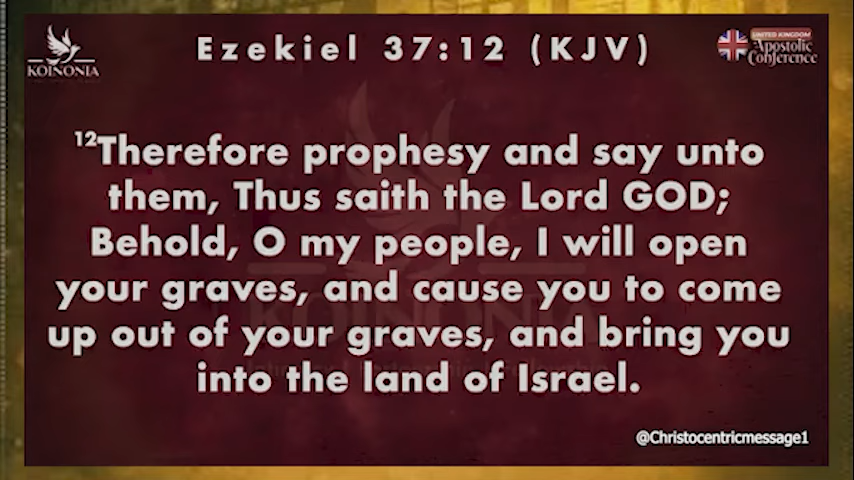 KOINONIA
Ezekiel 37:12 (KJV)
UNITED KINGDOM
Apostolic
Conference
¹²Therefore prophesy and say unto
them, Thus saith the Lord GOD;
Behold, O my people, I will open
your graves, and cause you to come
up out of your graves, and bring you
into the land of Israel.
KOINONIA
@Christocentricmessage1